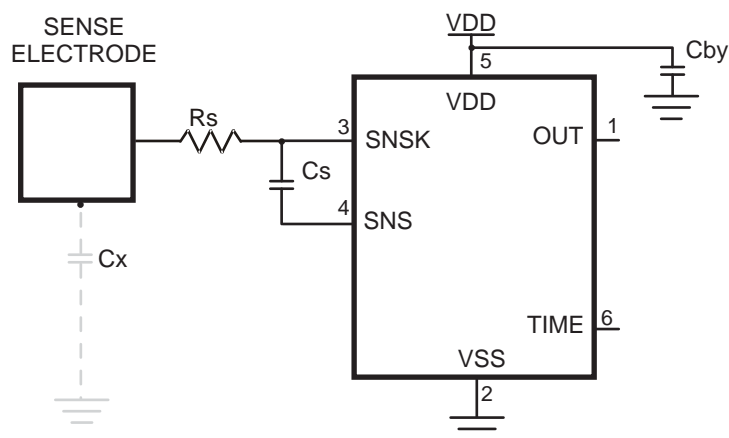 SENSE
ELECTRODE
VDD
Cby
5
VDD
Rs
3
SNSK
OUT
1
Cs
4
SNS
Cx
TIME
6
VSS
2